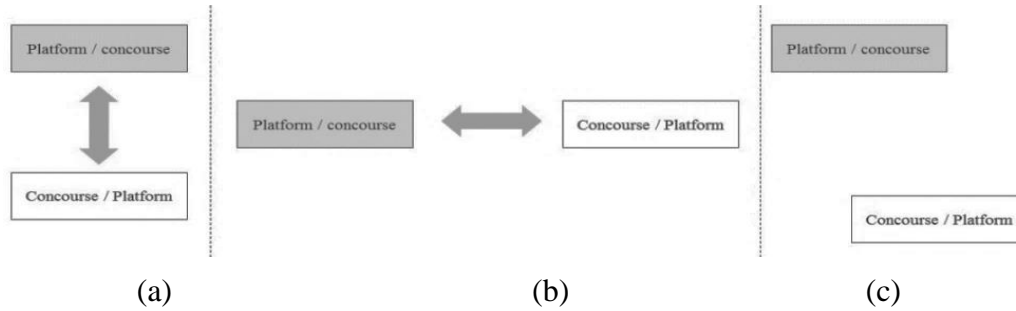 Platform / concourse
Concourse / Platform
(a)
Platform / concourse
Concourse / Platform
(b)
Platform / concourse
Concourse / Platform
(c)